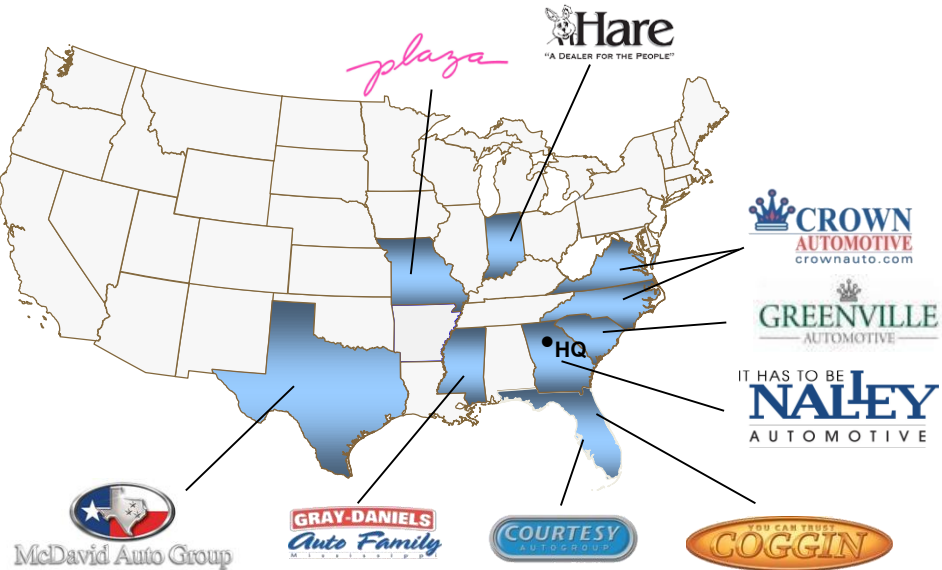 plaza
Hare
"A DEALER FOR THE PEOPLE"
CROWN
AUTOMOTIVE
crownauto.com
GREENVILLE
AUTOMOTIVE
HQ
IT HAS TO BE
NALLEY
AUTOMOTIVE
McDavid Auto Group
GRAY-DANIELS
Auto Family
Mississippi
COURTESY
AUTOGROUP
YOU CAN TRUST
COGGIN